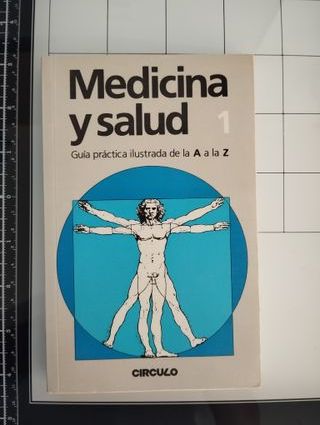 Medicina
y salud 1
Guía práctica ilustrada de la A a la Z
CIRCULO